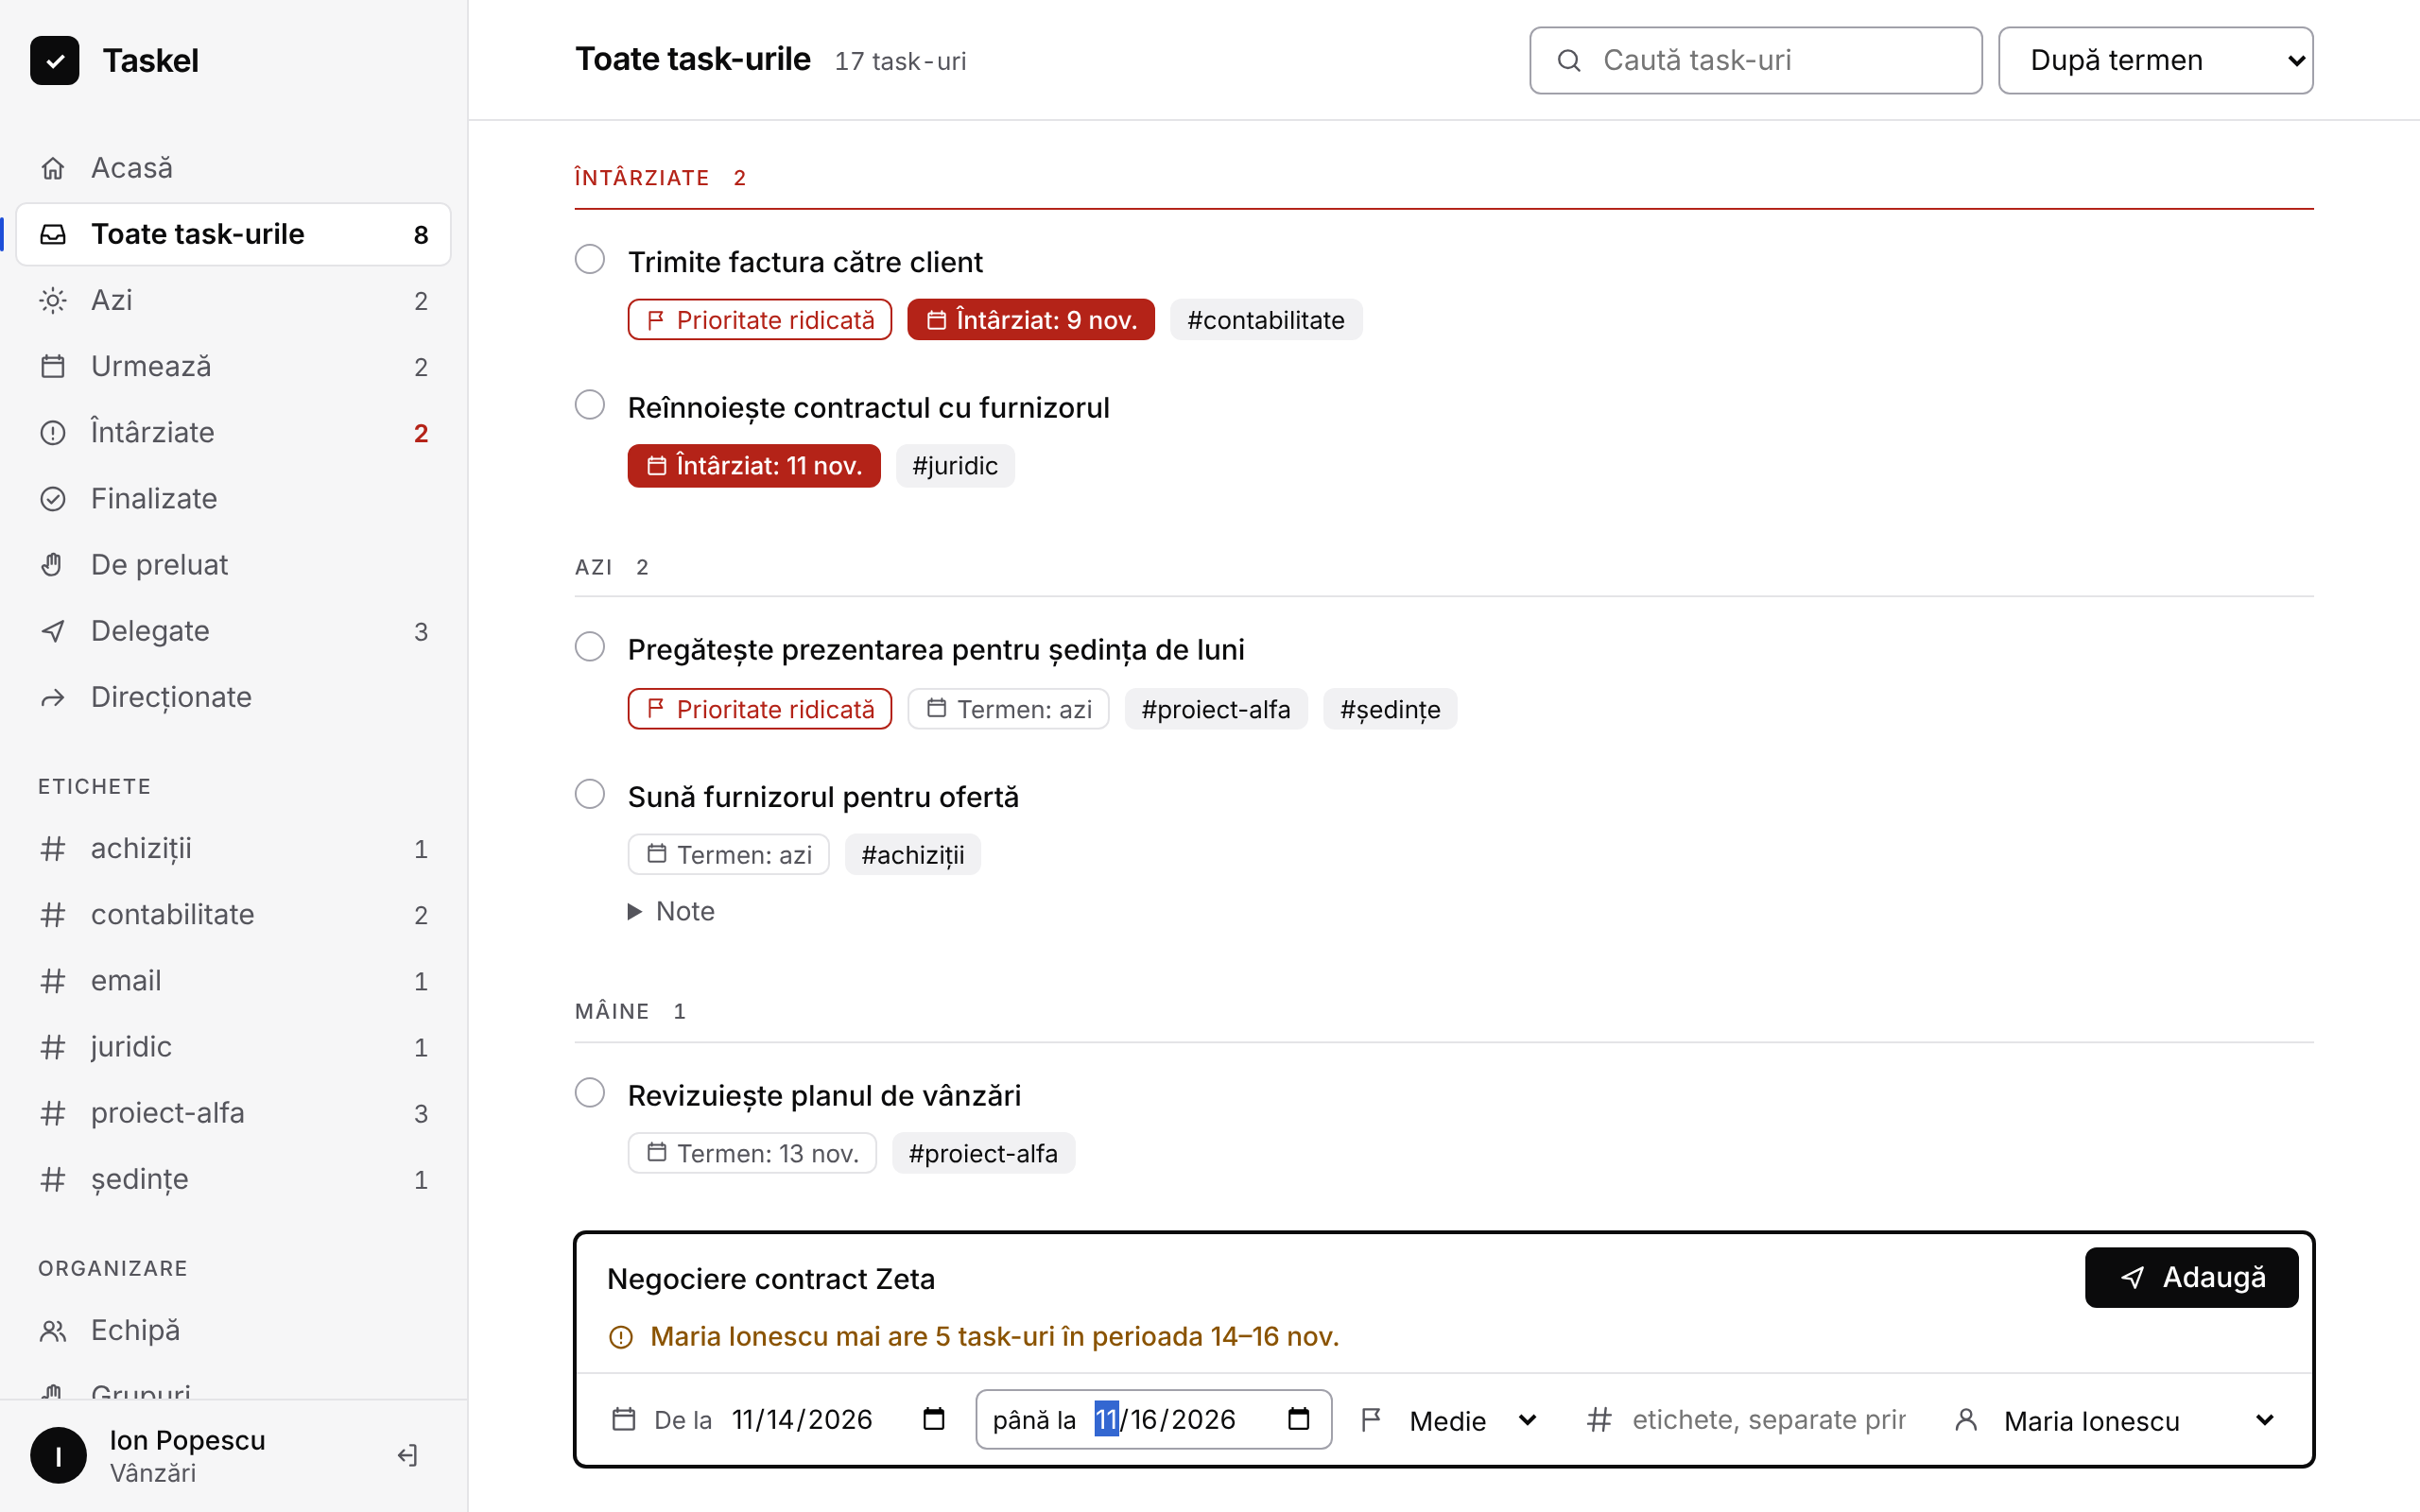 Taskel
Acasă
Toate task-urile 8
Azi 2
Urmează 2
Întârziate 2
Finalizate
De preluat
Delegate 3
Direcționate
ETICHETE
# achiziții 1
# contabilitate 2
# email 1
# juridic 1
# proiect-alfa 3
# ședințe 1
ORGANIZARE
Echipă
Grupuri
I
Ion Popescu
Vânzări
Toate task-urile 17 task-uri
Caută task-uri
După termen
ÎNTÂRZIATE 2
Trimite factura către client
Prioritate ridicată Întârziat: 9 nov. #contabilitate
Reînnoiește contractul cu furnizorul
Întârziat: 11 nov. #juridic
AZI 2
Pregătește prezentarea pentru ședința de luni
Prioritate ridicată Termen: azi #proiect-alfa #ședințe
Sună furnizorul pentru ofertă
Termen: azi #achiziții
Note
MÂINE 1
Revizuiește planul de vânzări
Termen: 13 nov. #proiect-alfa
Negociere contract Zeta
Adaugă
Maria Ionescu mai are 5 task-uri în perioada 14–16 nov.
De la 11/14/2026 până la 11/16/2026 Medie # etichete, separate prir Maria Ionescu